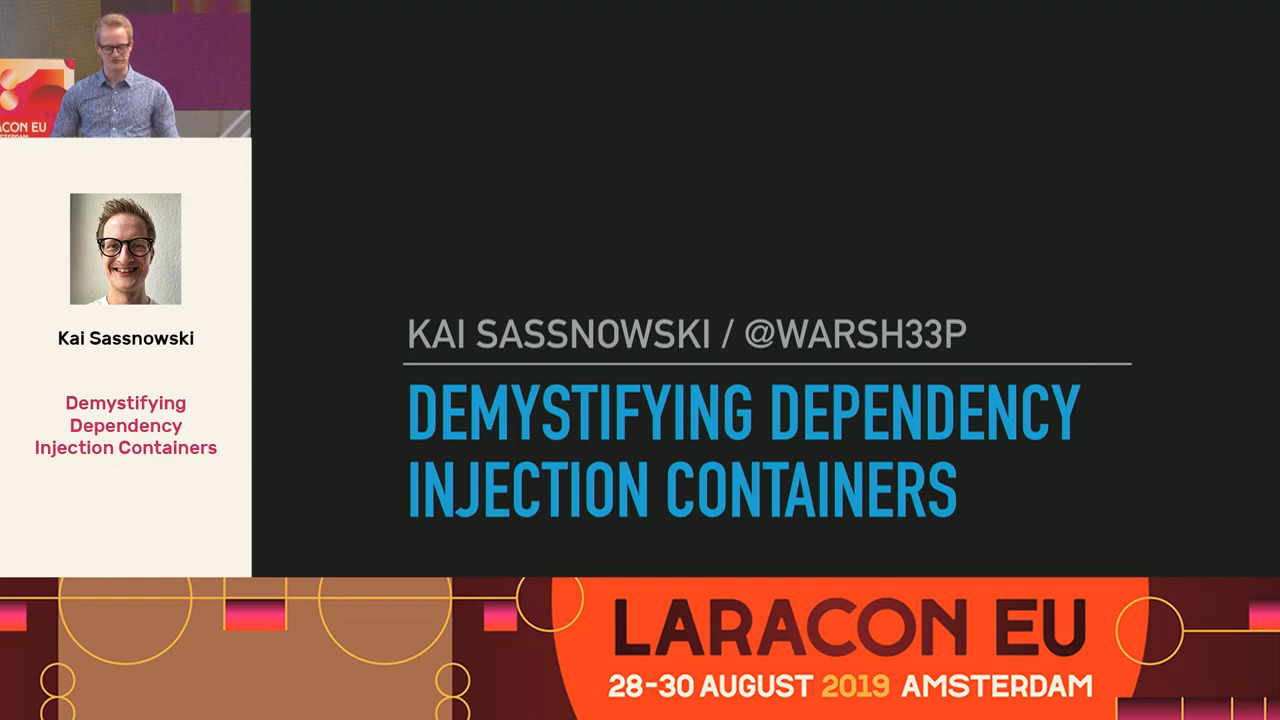 ACON EU
Kai Sassnowski
Demystifying
Dependency
Injection Containers
KAI SASSNOWSKI / @WARSH33P
DEMYSTIFYING DEPENDENCY
INJECTION CONTAINERS
LARACON EU
28-30 AUGUST 2019 AMSTERDAM